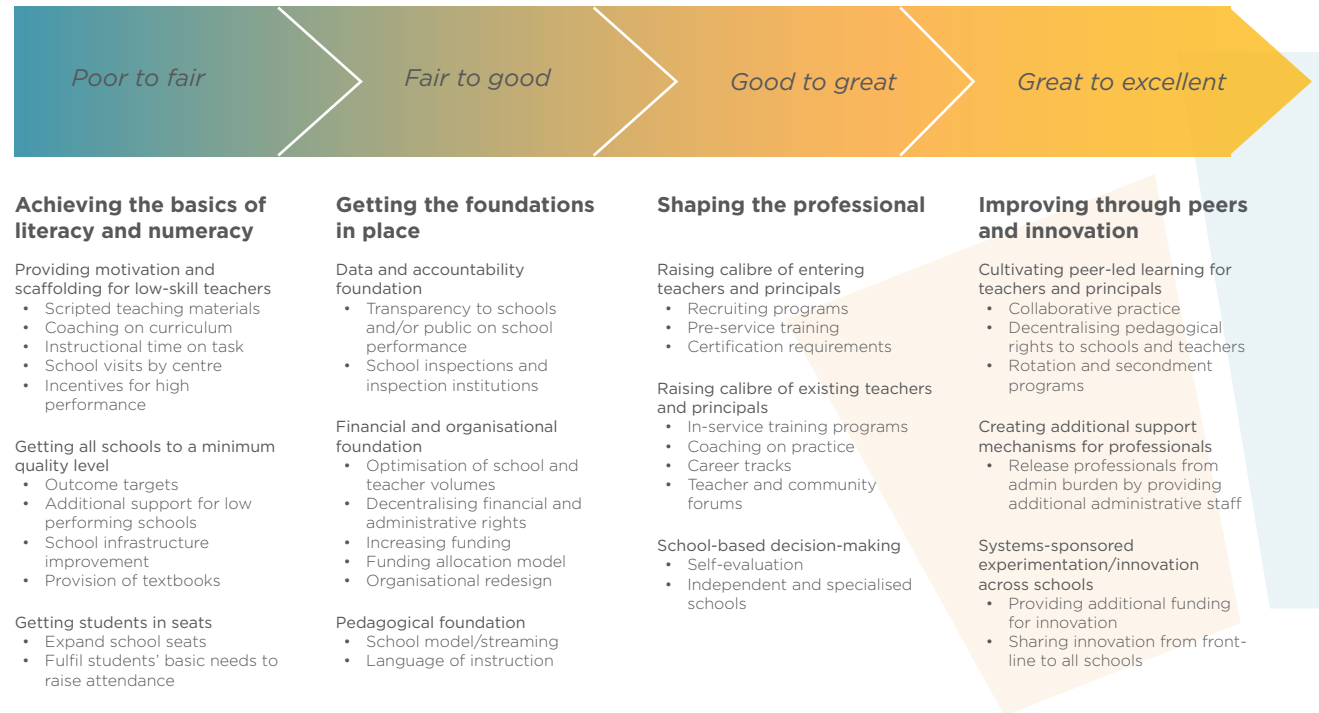 Poor to fair
Fair to good
Good to great
Great to excellent
Achieving the basics of
literacy and numeracy
Providing motivation and
scaffolding for low-skill teachers
• Scripted teaching materials
• Coaching on curriculum
• Instructional time on task
• School visits by centre
• Incentives for high
performance
Getting all schools to a minimum
quality level
• Outcome targets
• Additional support for low
performing schools
• School infrastructure
improvement
• Provision of textbooks
Getting students in seats
• Expand school seats
• Fulfil students’ basic needs to
raise attendance
Getting the foundations
in place
Data and accountability
foundation
• Transparency to schools
and/or public on school
performance
• School inspections and
inspection institutions
Financial and organisational
foundation
• Optimisation of school and
teacher volumes
• Decentralising financial and
administrative rights
• Increasing funding
• Funding allocation model
• Organisational redesign
Pedagogical foundation
• School model/streaming
• Language of instruction
Shaping the professional
Raising calibre of entering
teachers and principals
• Recruiting programs
• Pre-service training
• Certification requirements
Raising calibre of existing teachers
and principals
• In-service training programs
• Coaching on practice
• Career tracks
• Teacher and community
forums
School-based decision-making
• Self-evaluation
• Independent and specialised
schools
Improving through peers
and innovation
Cultivating peer-led learning for
teachers and principals
• Collaborative practice
• Decentralising pedagogical
rights to schools and teachers
• Rotation and secondment
programs
Creating additional support
mechanisms for professionals
• Release professionals from
admin burden by providing
additional administrative staff
Systems-sponsored
experimentation/innovation
across schools
• Providing additional funding
for innovation
• Sharing innovation from front-
line to all schools